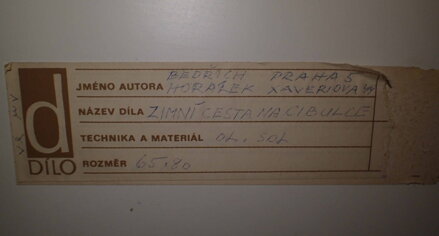 BEDŘICH PRAHA 5
JMÉNO AUTORA HORÁLEK XAVERIOVA
NÁZEV DÍLA ZIMNÍ CESTA NA CIBULCE
TECHNIKA A MATERIÁL OL. SOL
ROZMĚR 65.80
d
DÍLO